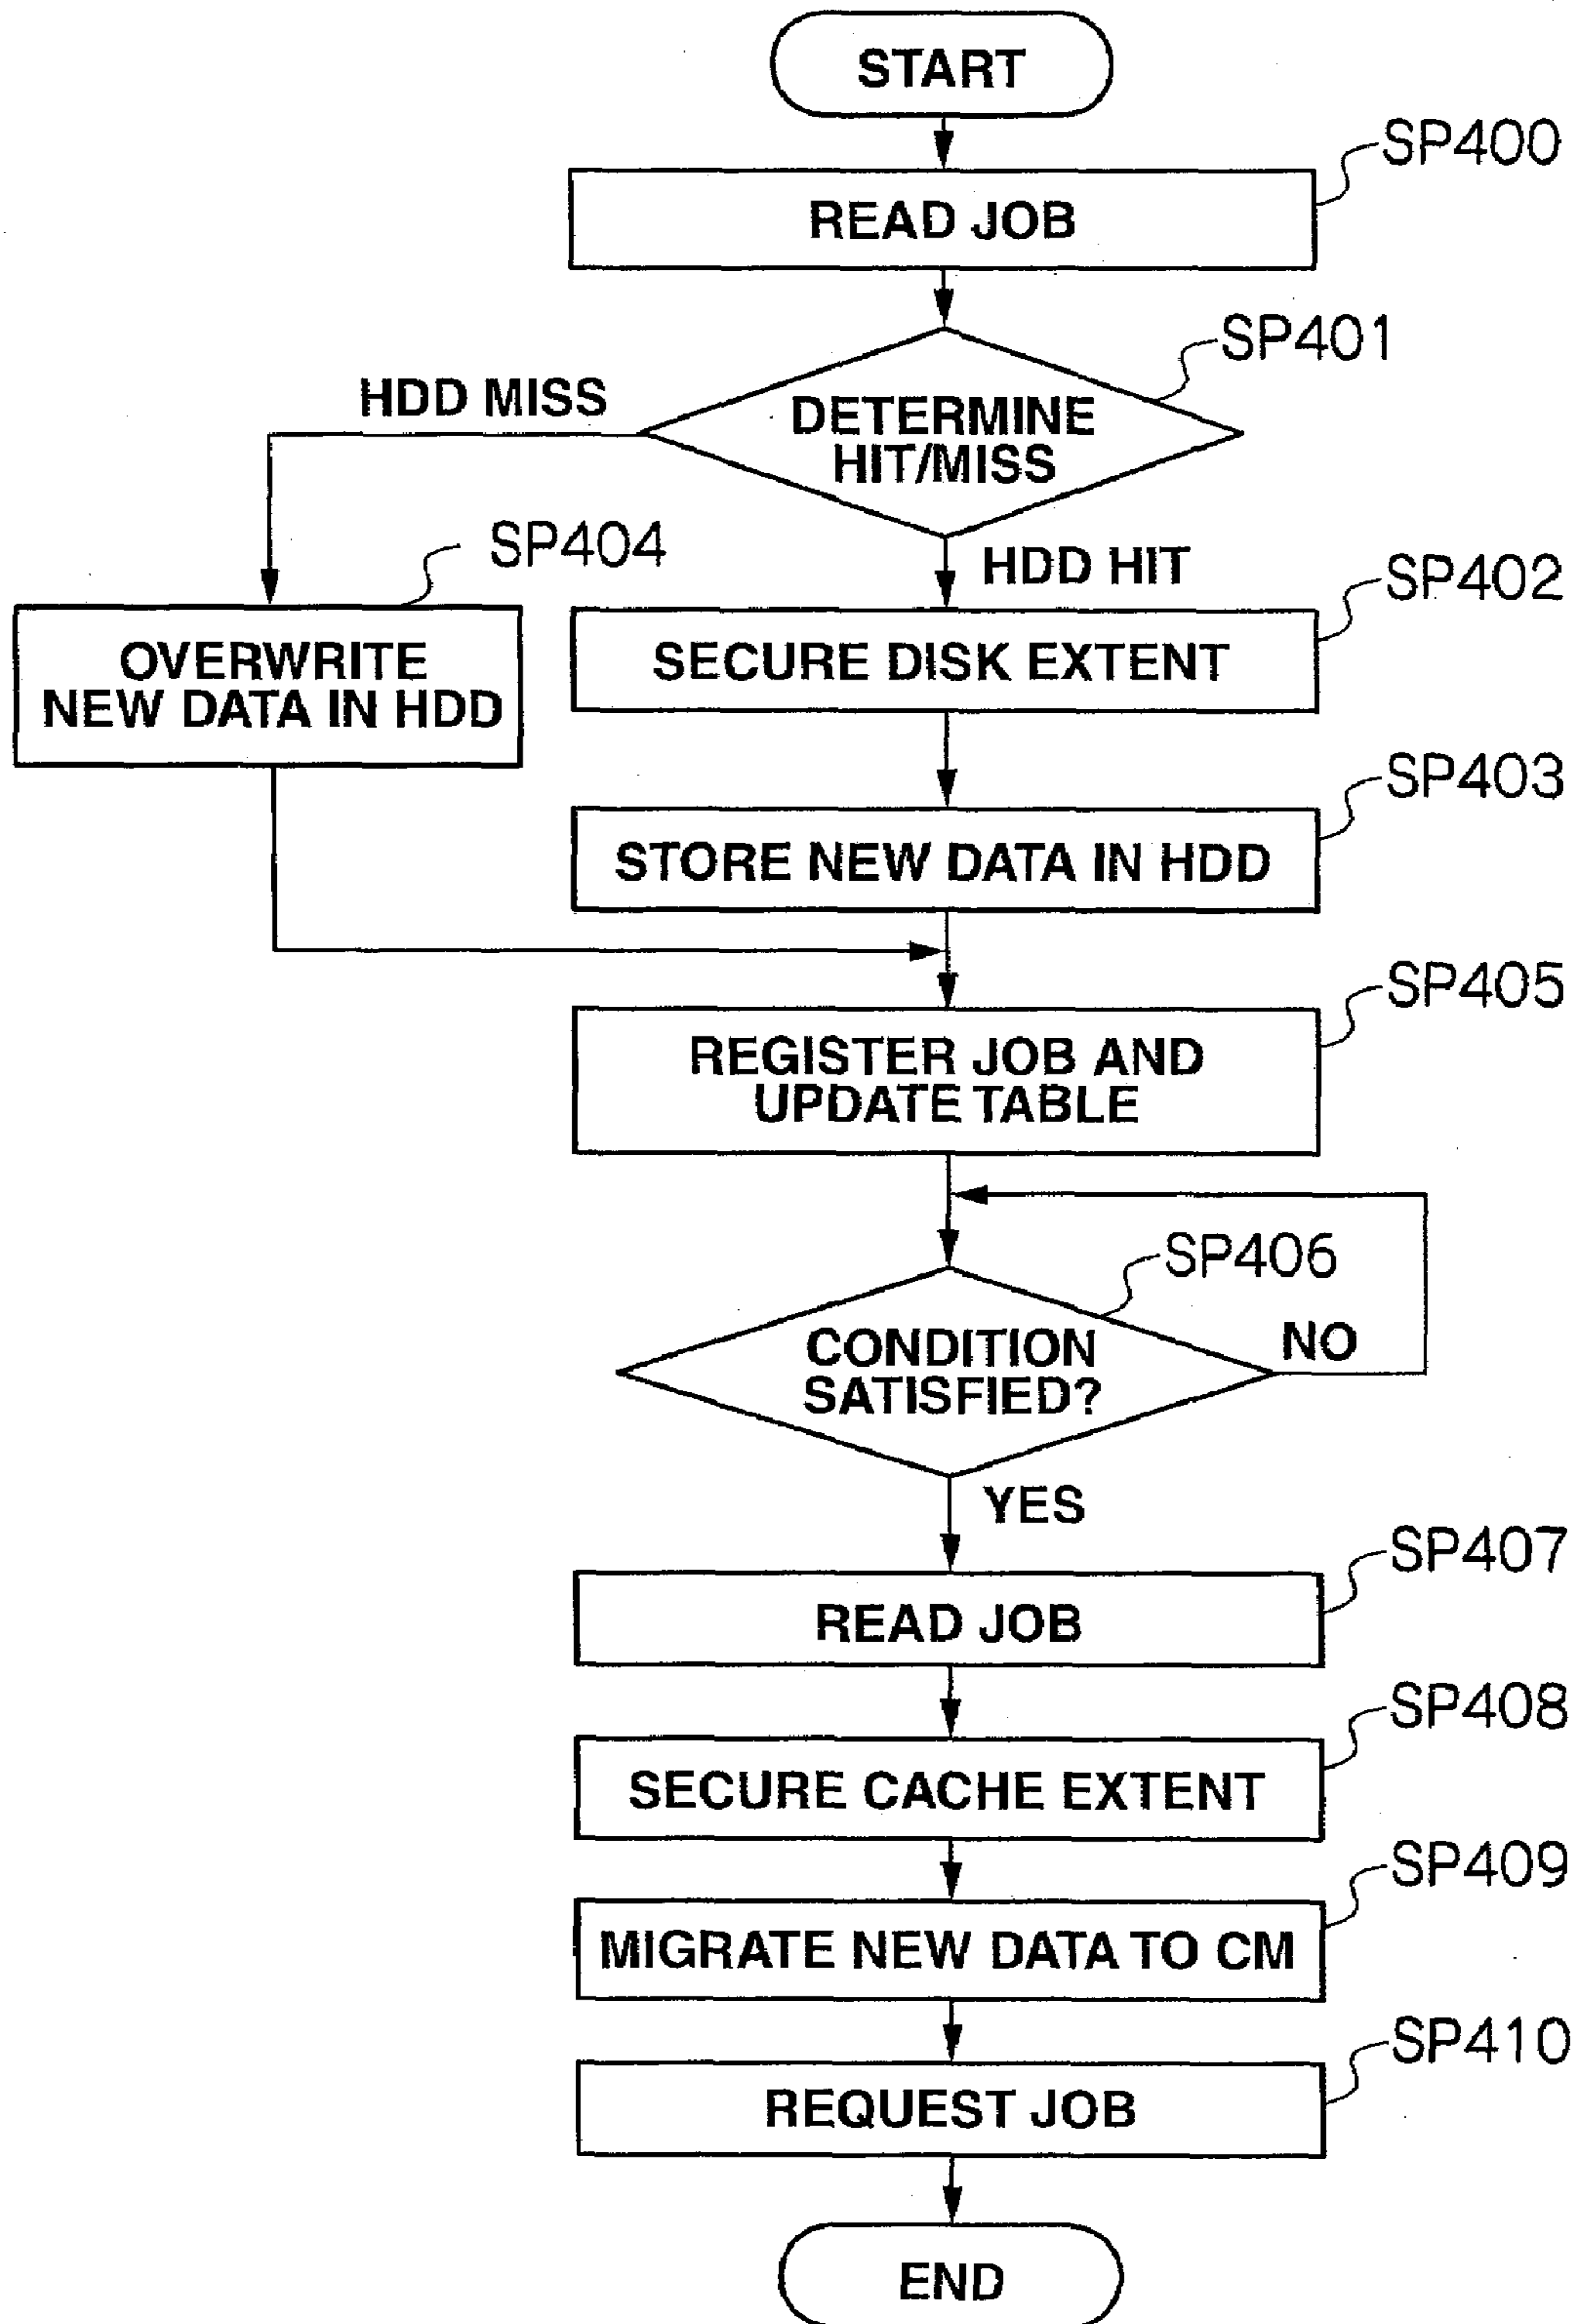 START
SP400
READ JOB
SP401
HDD MISS
DETERMINE
HIT/MISS
SP404
HDD HIT
SP402
OVERWRITE
NEW DATA IN HDD
SECURE DISK EXTENT
SP403
STORE NEW DATA IN HDD
SP405
REGISTER JOB AND
UPDATE TABLE
SP406
CONDITION
SATISFIED?
NO
YES
SP407
READ JOB
SP408
SECURE CACHE EXTENT
SP409
MIGRATE NEW DATA TO CM
SP410
REQUEST JOB
END